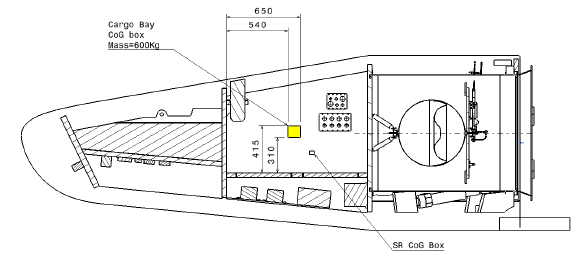 650
540
Cargo Bay
CoG box
Mass=600Kg
415
310
SR CoG Box